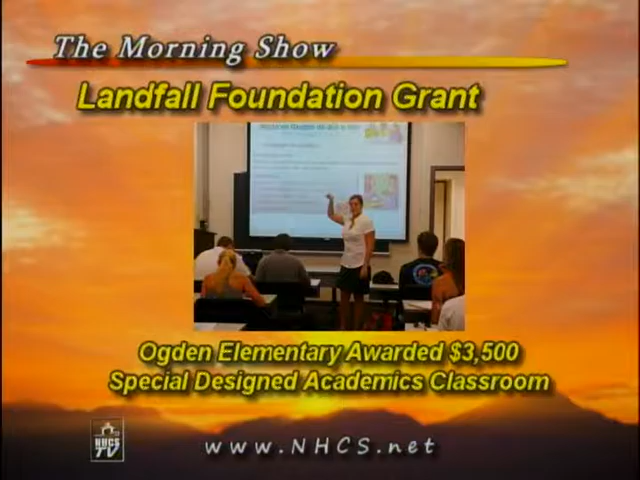 The Morning Show
Landfall Foundation Grant
Ogden Elementary Awarded $3,500
Special Designed Academics Classroom
NHCS
TV
www.NHCS.net